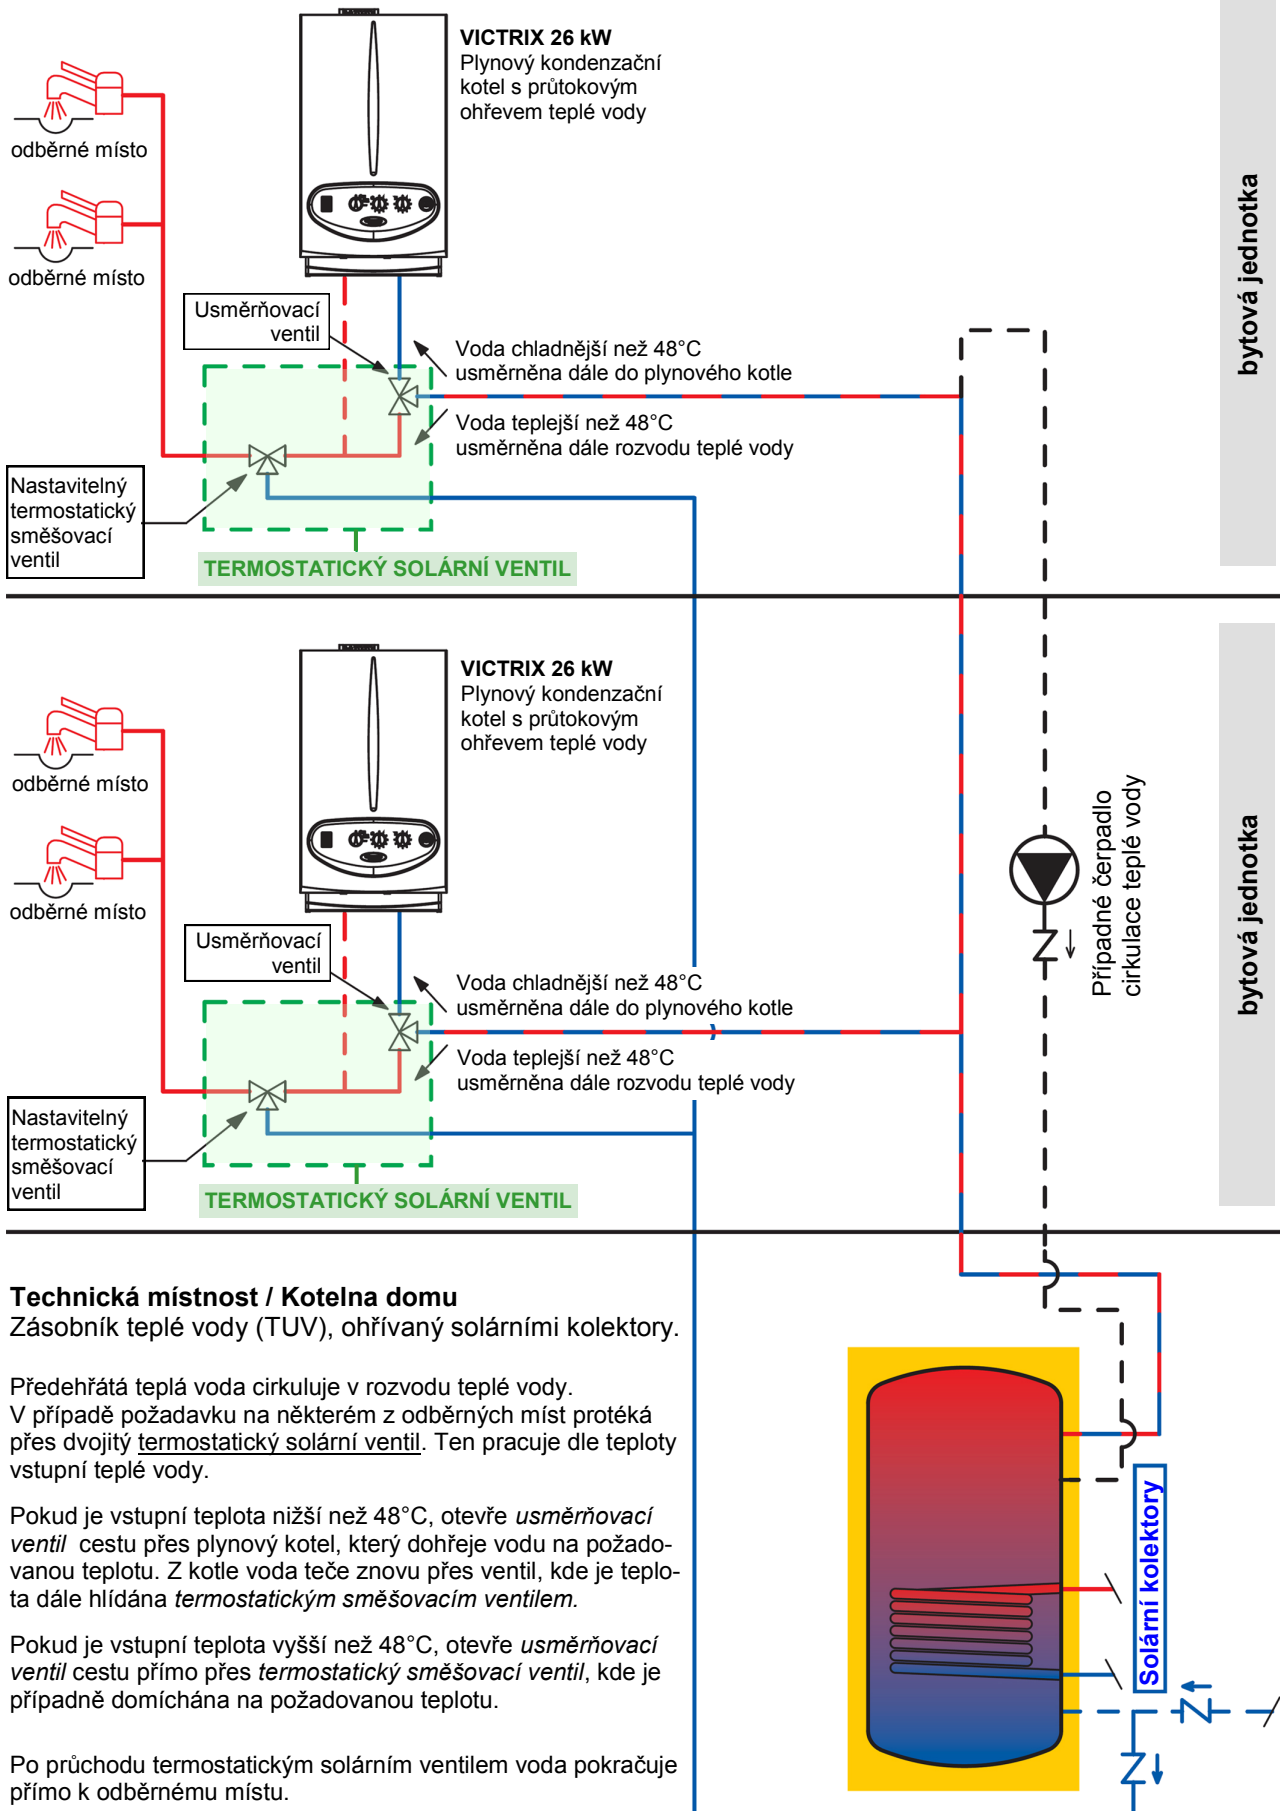 VICTRIX 26 kW
Plynový kondenzační
kotel s průtokovým
ohřevem teplé vody
odběrné místo
odběrné místo
Usměrňovací
ventil
Voda chladnější než 48°C
usměrněna dále do plynového kotle
Voda teplejší než 48°C
usměrněna dále rozvodu teplé vody
Nastavitelný
termostatický
směšovací
ventil
TERMOSTATICKÝ SOLÁRNÍ VENTIL
bytová jednotka
VICTRIX 26 kW
Plynový kondenzační
kotel s průtokovým
ohřevem teplé vody
odběrné místo
odběrné místo
Usměrňovací
ventil
Voda chladnější než 48°C
usměrněna dále do plynového kotle
Voda teplejší než 48°C
usměrněna dále rozvodu teplé vody
Nastavitelný
termostatický
směšovací
ventil
TERMOSTATICKÝ SOLÁRNÍ VENTIL
Případné čerpadlo
cirkulace teplé vody
bytová jednotka
Technická místnost / Kotelna domu
Zásobník teplé vody (TUV), ohřívaný solárními kolektory.
Předehřátá teplá voda cirkuluje v rozvodu teplé vody.
V případě požadavku na některém z odběrných míst protéká
přes dvojitý termostatický solární ventil. Ten pracuje dle teploty
vstupní teplé vody.
Pokud je vstupní teplota nižší než 48°C, otevře usměrňovací
ventil cestu přes plynový kotel, který dohřeje vodu na požado-
vanou teplotu. Z kotle voda teče znovu přes ventil, kde je teplo-
ta dále hlídána termostatickým směšovacím ventilem.
Pokud je vstupní teplota vyšší než 48°C, otevře usměrňovací
ventil cestu přímo přes termostatický směšovací ventil, kde je
případně domíchána na požadovanou teplotu.
Po průchodu termostatickým solárním ventilem voda pokračuje
přímo k odběrnému místu.
Solární kolektory